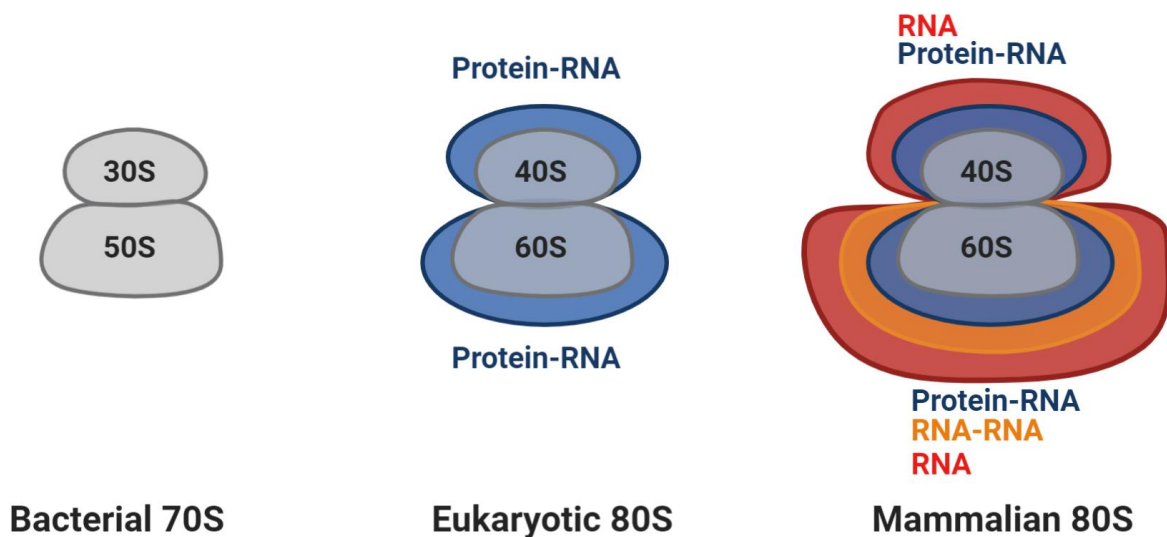 30S
50S
Bacterial 70S
Protein-RNA
40S
60S
Protein-RNA
Eukaryotic 80S
RNA
Protein-RNA
40S
60S
Protein-RNA
RNA-RNA
RNA
Mammalian 80S